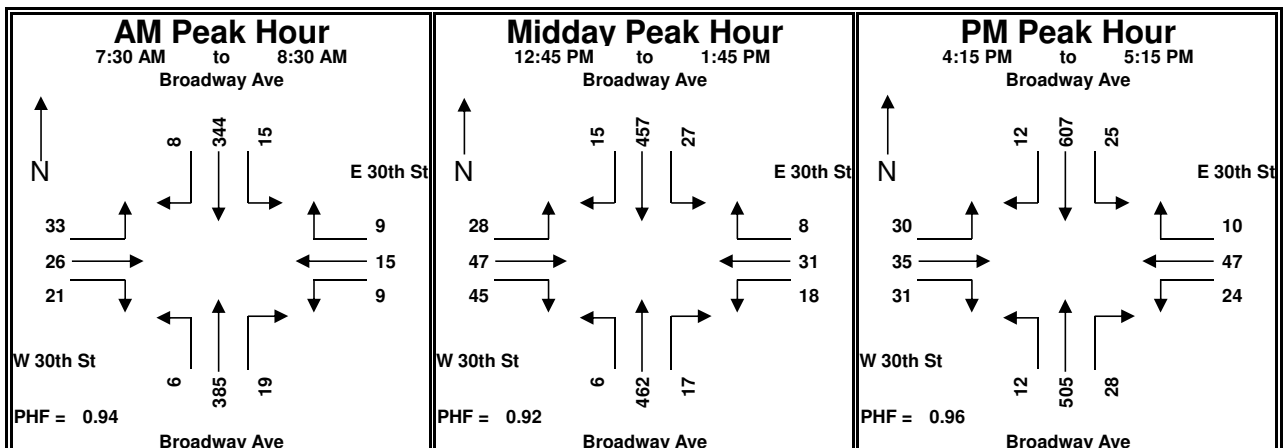 AM Peak Hour
7:30 AM to 8:30 AM
Broadway Ave
8 344 15
N
E 30th St
33 9
26 15
21 9
W 30th St
6 385 19
PHF = 0.94
Broadway Ave
Midday Peak Hour
12:45 PM to 1:45 PM
Broadway Ave
15 457 27
N
E 30th St
28 8
47 31
45 18
W 30th St
6 462 17
PHF = 0.92
Broadway Ave
PM Peak Hour
4:15 PM to 5:15 PM
Broadway Ave
12 607 25
N
E 30th St
30 10
35 47
31 24
W 30th St
12 505 28
PHF = 0.96
Broadway Ave